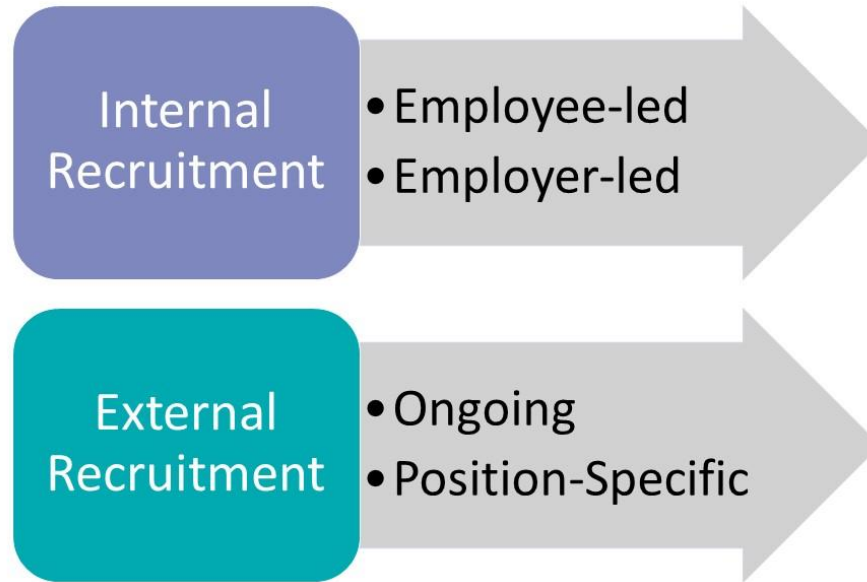 Internal
Recruitment
•Employee-led
•Employer-led
External
Recruitment
•Ongoing
•Position-Specific